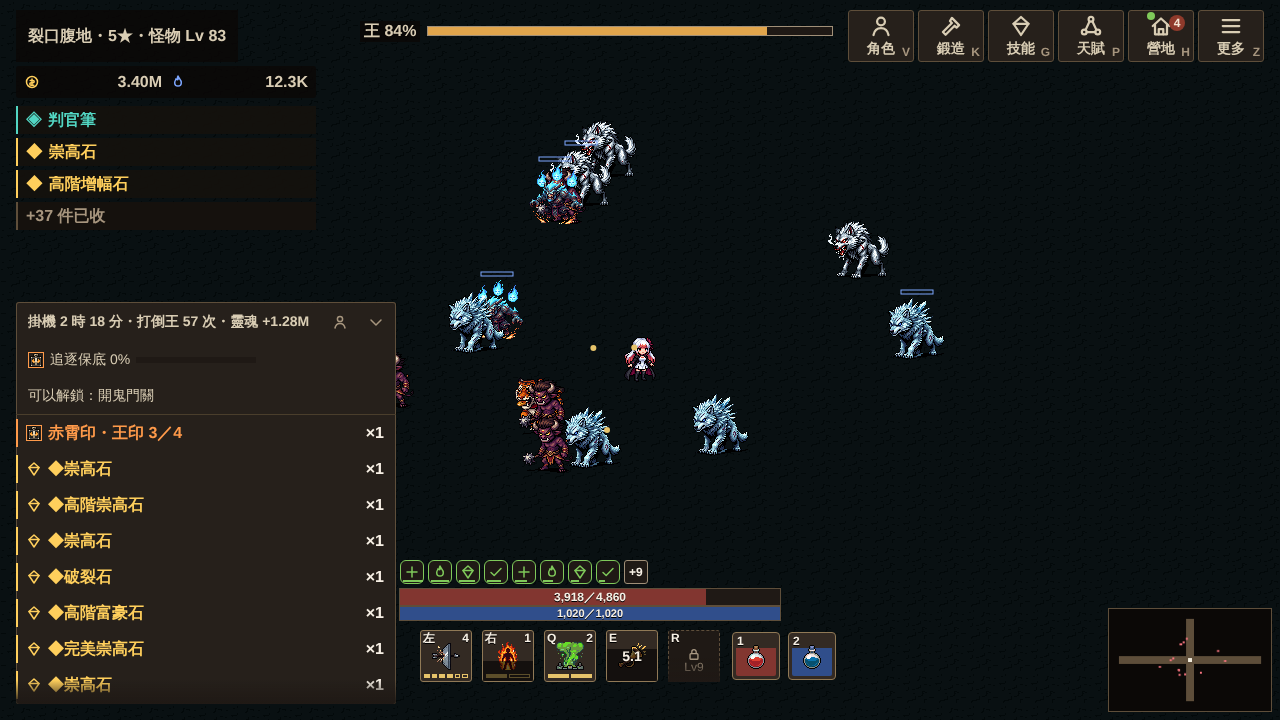 裂口腹地・5★・怪物 Lv 83
3.40M 12.3K
判官筆
崇高石
高階增幅石
+37 件已收
王 84%
角色 V
鍛造 K
技能 G
天賦 P
營地 H 4
更多 Z
掛機 2 時 18 分・打倒王 57 次・靈魂 +1.28M
追逐保底 0%
可以解鎖：開鬼門關
赤霄印・王印 3／4 ×1
◆崇高石 ×1
◆高階崇高石 ×1
◆崇高石 ×1
◆破裂石 ×1
◆高階富豪石 ×1
◆完美崇高石 ×1
◆崇高石 ×1
+9
3,918／4,860
1,020／1,020
左 4
右 1
Q 2
E 5.1
R Lv9
1
2